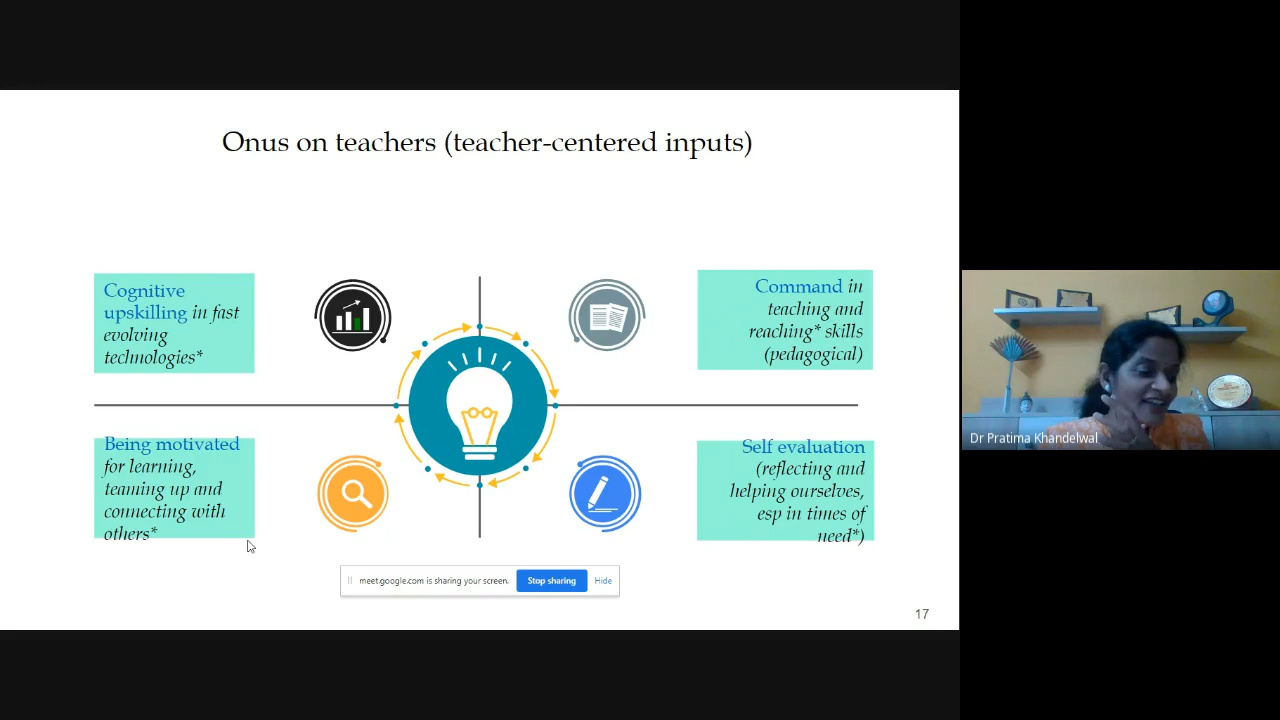 Onus on teachers (teacher-centered inputs)
Cognitive
upskilling in fast
evolving
technologies*
Command in
teaching and
reaching* skills
(pedagogical)
Being motivated
for learning,
teaming up and
connecting with
others*
Self evaluation
(reflecting and
helping ourselves,
esp in times of
need*)
Dr Pratima Khandelwal
meet.google.com is sharing your screen.
Stop sharing
Hide
17